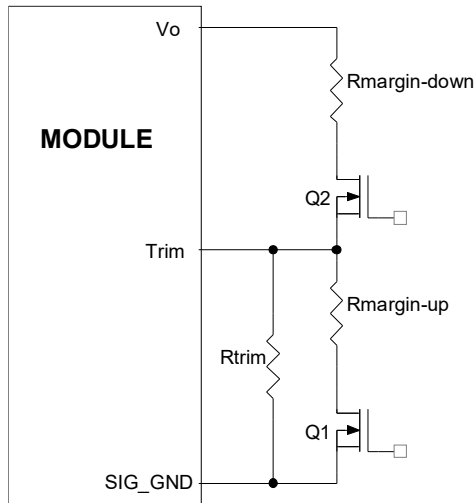 Vo
Rmargin-down
MODULE
Q2
Trim
Rmargin-up
Rtrim
Q1
SIG_GND